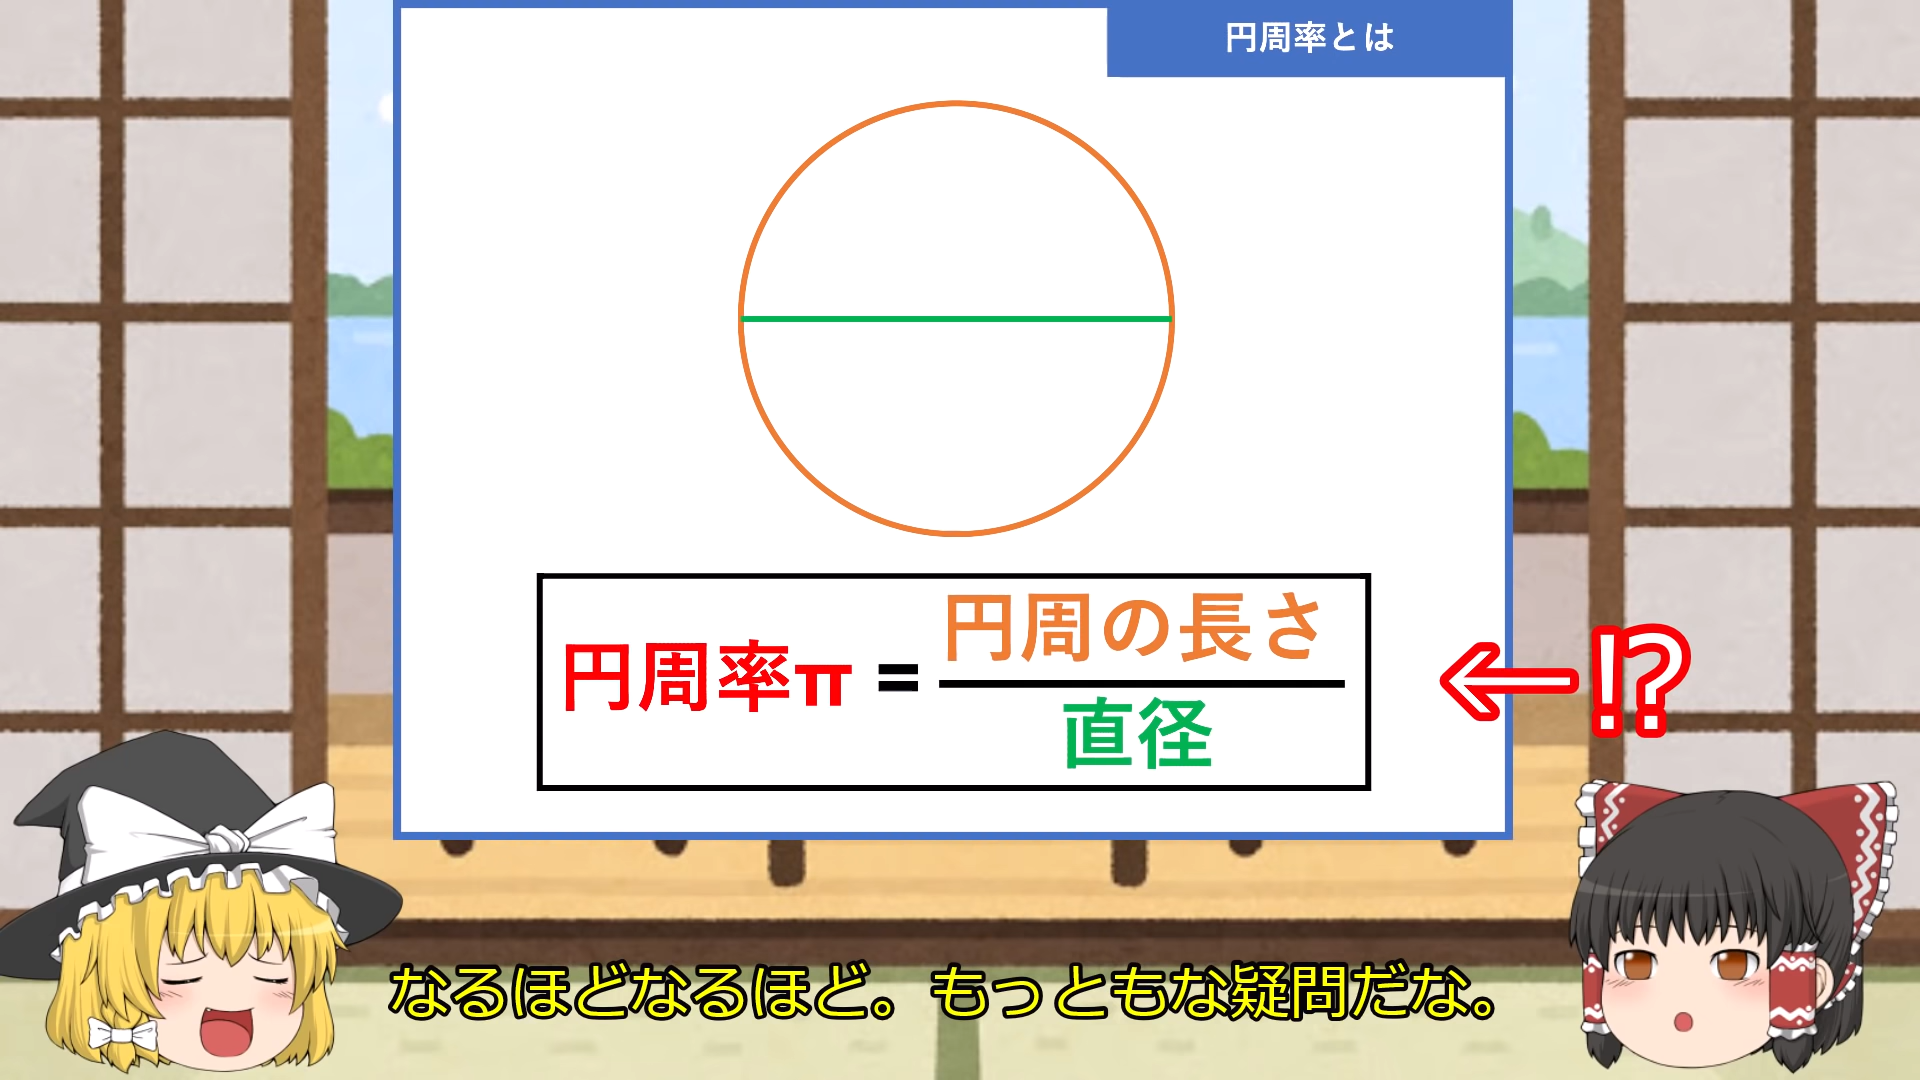 円周率とは
円周の長さ
円周率π =
直径
←!?
なるほどなるほど。もっともな疑問だな。